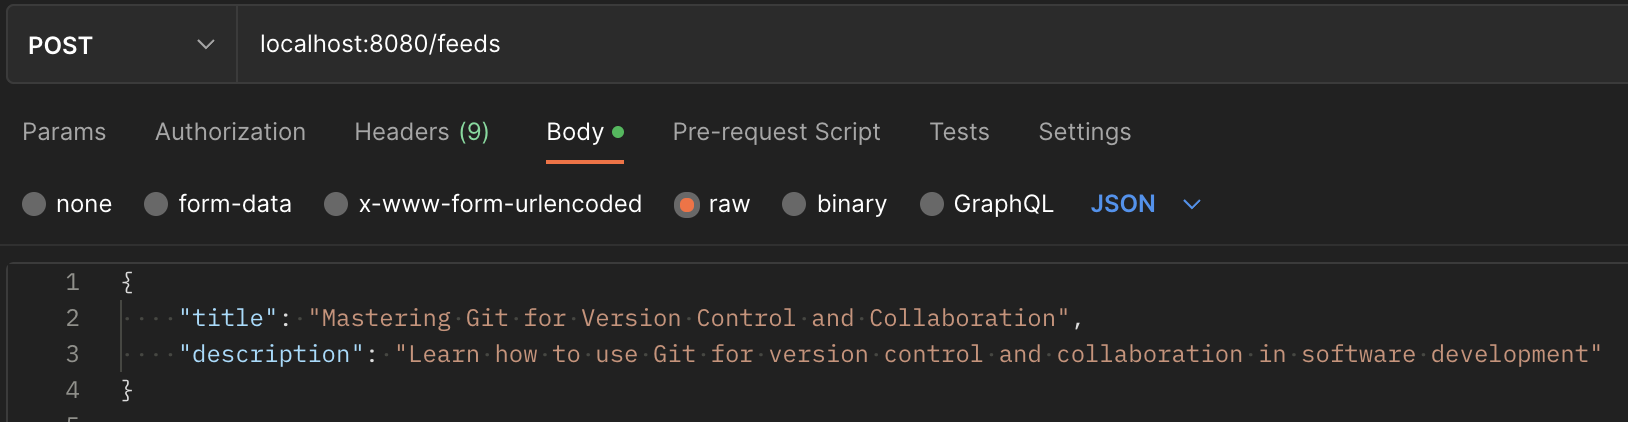 POST localhost:8080/feeds
Params Authorization Headers (9) Body Pre-request Script Tests Settings
none form-data x-www-form-urlencoded raw binary GraphQL JSON
1 {
2 "title": "Mastering Git for Version Control and Collaboration",
3 "description": "Learn how to use Git for version control and collaboration in software development"
4 }